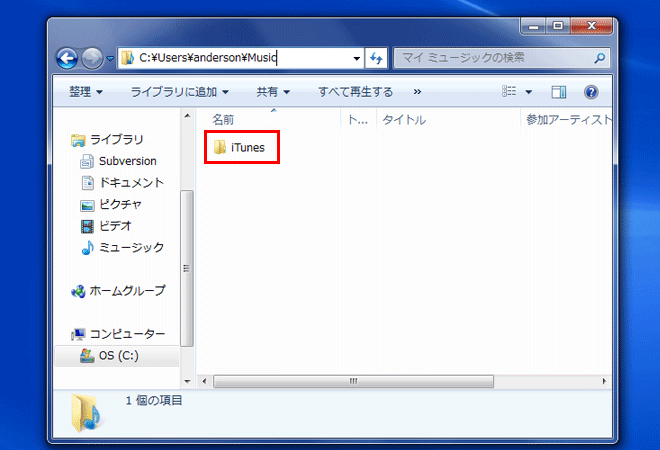 C:¥Users¥anderson¥Music
マイ ミュージックの検索
整理 ライブラリに追加 共有 すべて再生する »
名前 ト... タイトル 参加アーティスト
ライブラリ
iTunes
Subversion
ドキュメント
ピクチャ
ビデオ
ミュージック
ホームグループ
コンピューター
OS (C:)
1 個の項目